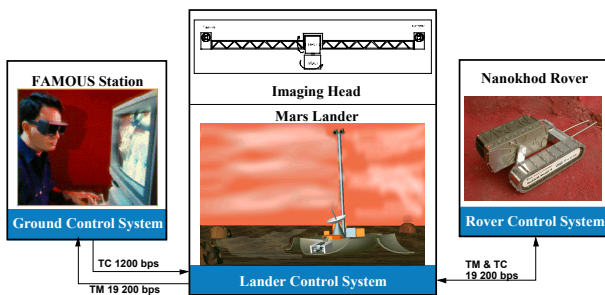 Imaging Head
FAMOUS Station
Ground Control System
Mars Lander
Lander Control System
Nanokhod Rover
Rover Control System
TC 1200 bps
TM 19 200 bps
TM & TC
19 200 bps